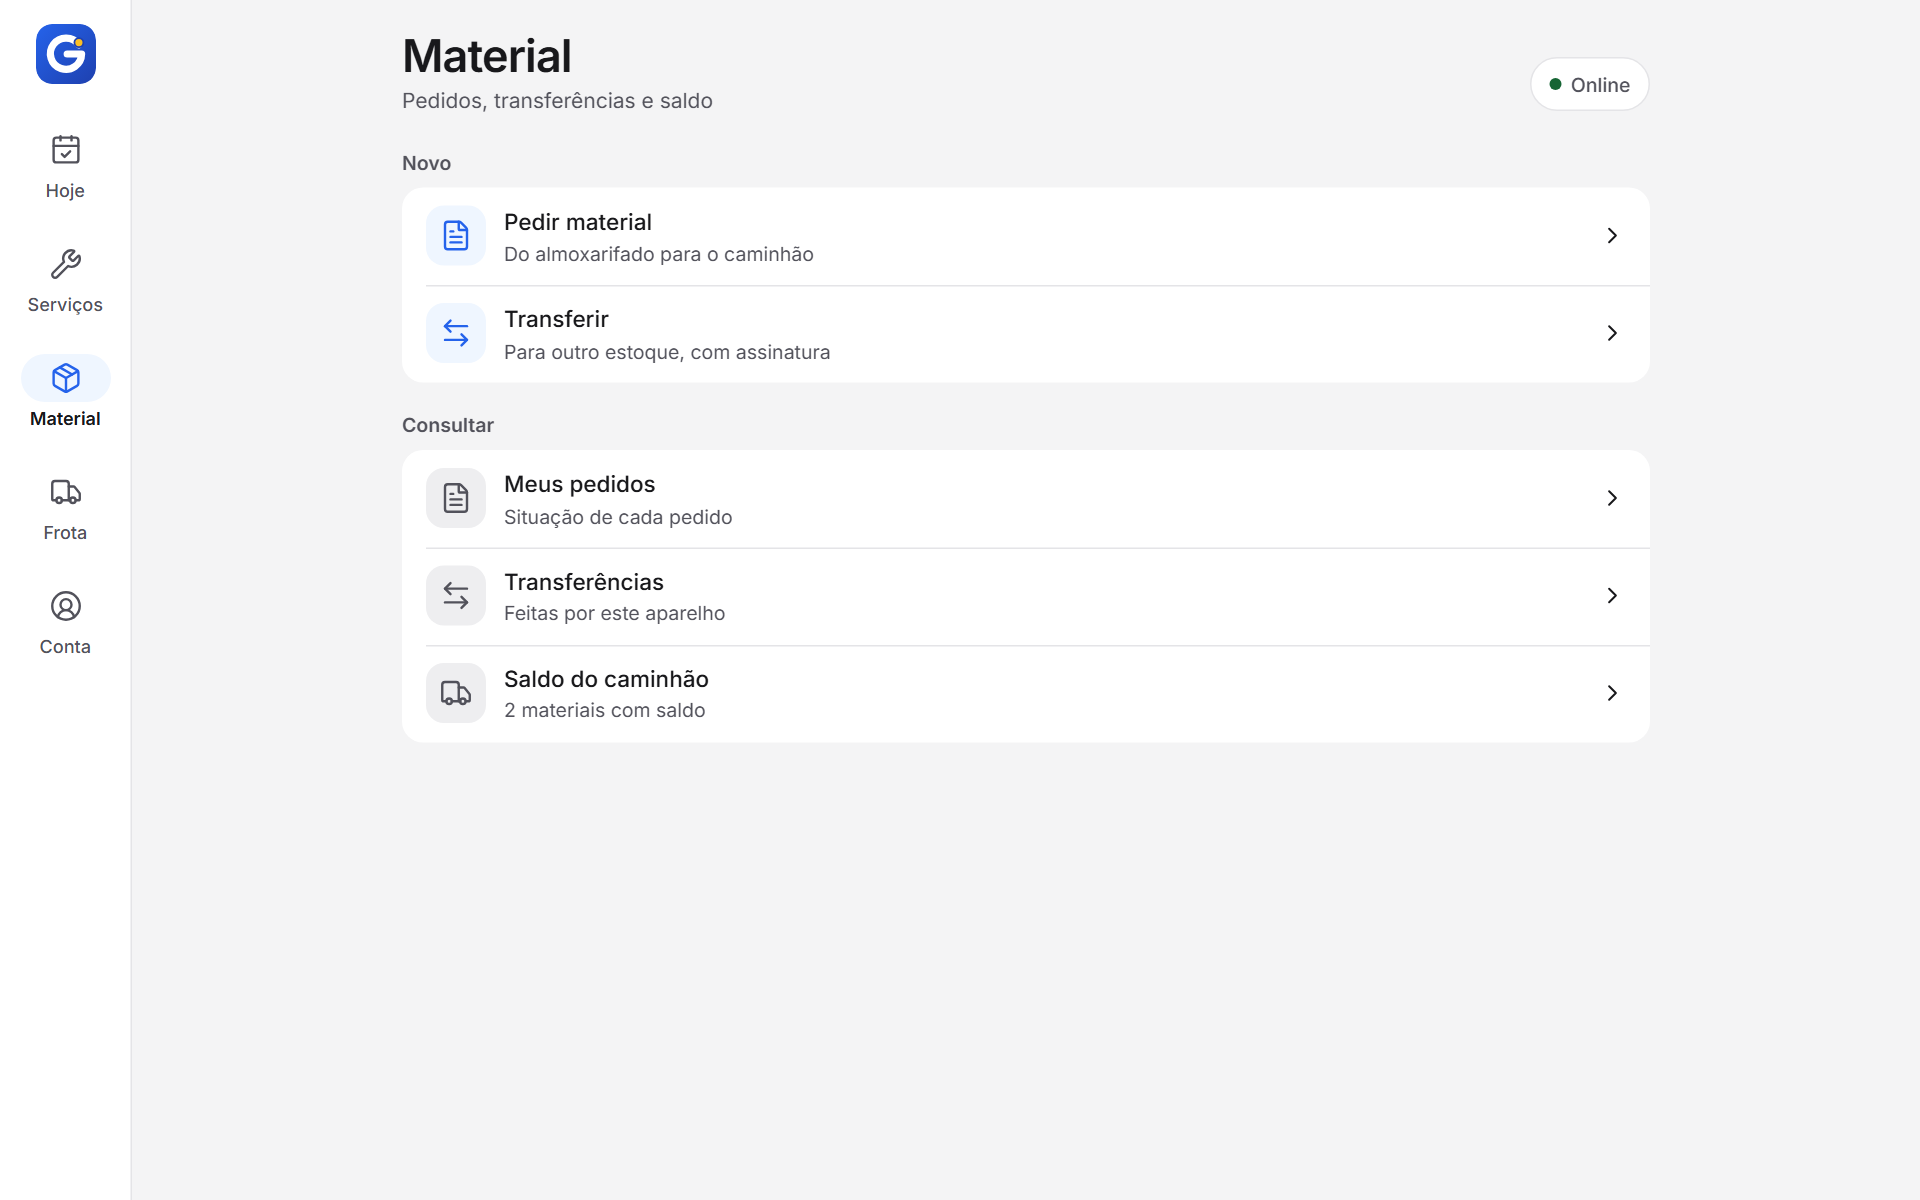 Material
Pedidos, transferências e saldo
Online
Hoje
Serviços
Material
Frota
Conta
Novo
Pedir material
Do almoxarifado para o caminhão
Transferir
Para outro estoque, com assinatura
Consultar
Meus pedidos
Situação de cada pedido
Transferências
Feitas por este aparelho
Saldo do caminhão
2 materiais com saldo